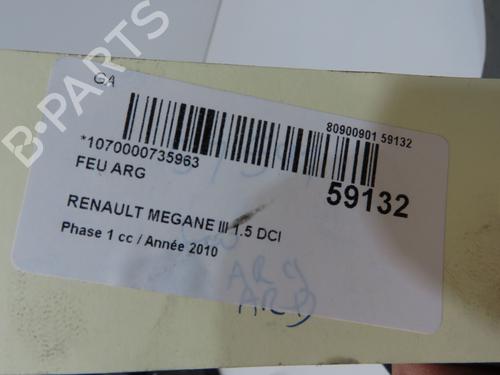 B-PARTS
GA
80900901 59132
*1070000735963
FEU ARG
59132
RENAULT MEGANE III 1.5 DCI
Phase 1 cc / Année 2010
ARG
ARD